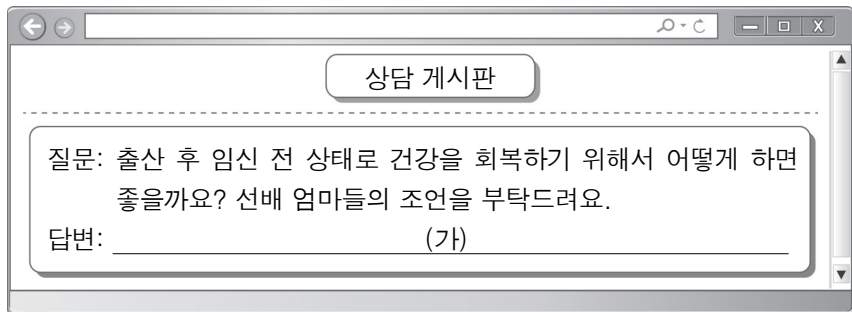 상담 게시판
질문: 출산 후 임신 전 상태로 건강을 회복하기 위해서 어떻게 하면
좋을까요? 선배 엄마들의 조언을 부탁드려요.
답변: (가)